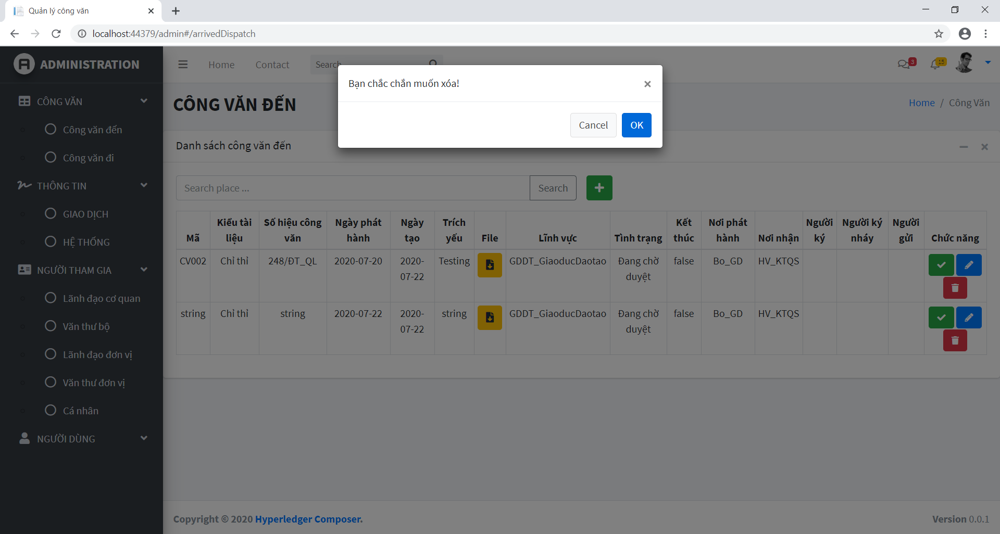 Quản lý công văn
localhost:44379/admin#/arrivedDispatch
ADMINISTRATION
Home Contact Search
3 15
Bạn chắc chắn muốn xóa! ×
Cancel OK
CÔNG VĂN
Công văn đến
Công văn đi
THÔNG TIN
GIAO DỊCH
HỆ THỐNG
NGƯỜI THAM GIA
Lãnh đạo cơ quan
Văn thư bộ
Lãnh đạo đơn vị
Văn thư đơn vị
Cá nhân
NGƯỜI DÙNG
CÔNG VĂN ĐẾN
Home / Công Văn
Danh sách công văn đến
Search place ... Search
Mã Kiểu tài liệu Số hiệu công văn Ngày phát hành Ngày tạo Trích yếu File Lĩnh vực Tình trạng Kết thúc Nơi phát hành Nơi nhận Người ký Người ký nháy Người gửi Chức năng
CV002 Chỉ thỉ 248/ĐT_QL 2020-07-20 2020-07-22 Testing GDDT_GiaoducDaotao Đang chờ duyệt false Bo_GD HV_KTQS
string Chỉ thỉ string 2020-07-22 2020-07-22 string GDDT_GiaoducDaotao Đang chờ duyệt false Bo_GD HV_KTQS
Copyright © 2020 Hyperledger Composer.
Version 0.0.1